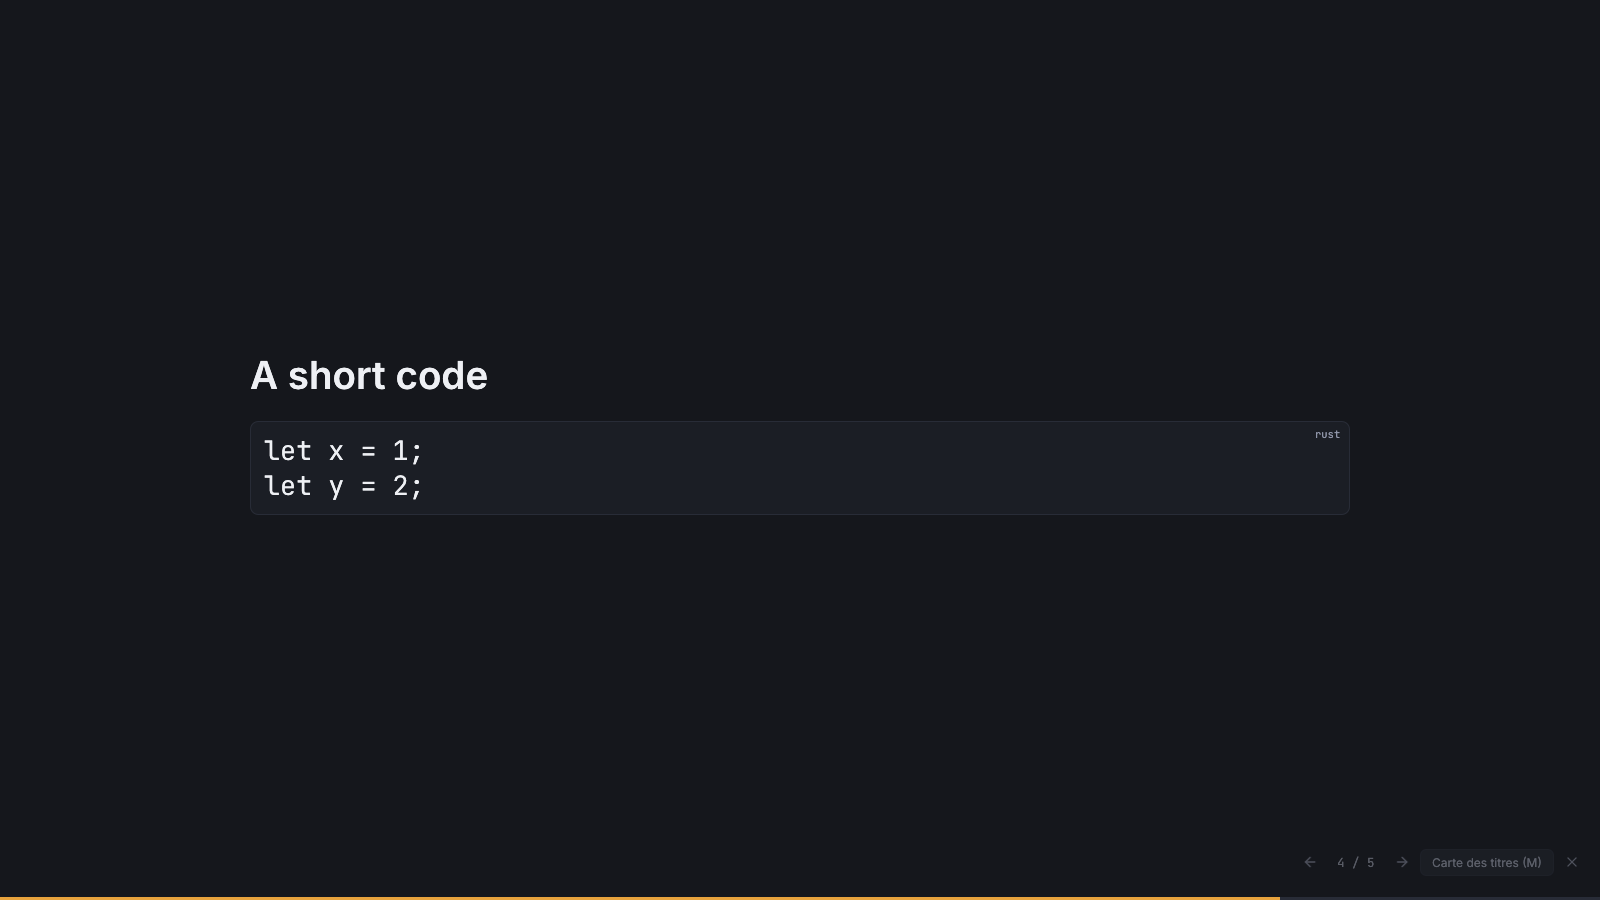 A short code
rust
let x = 1;
let y = 2;
4 / 5
Carte des titres (M)